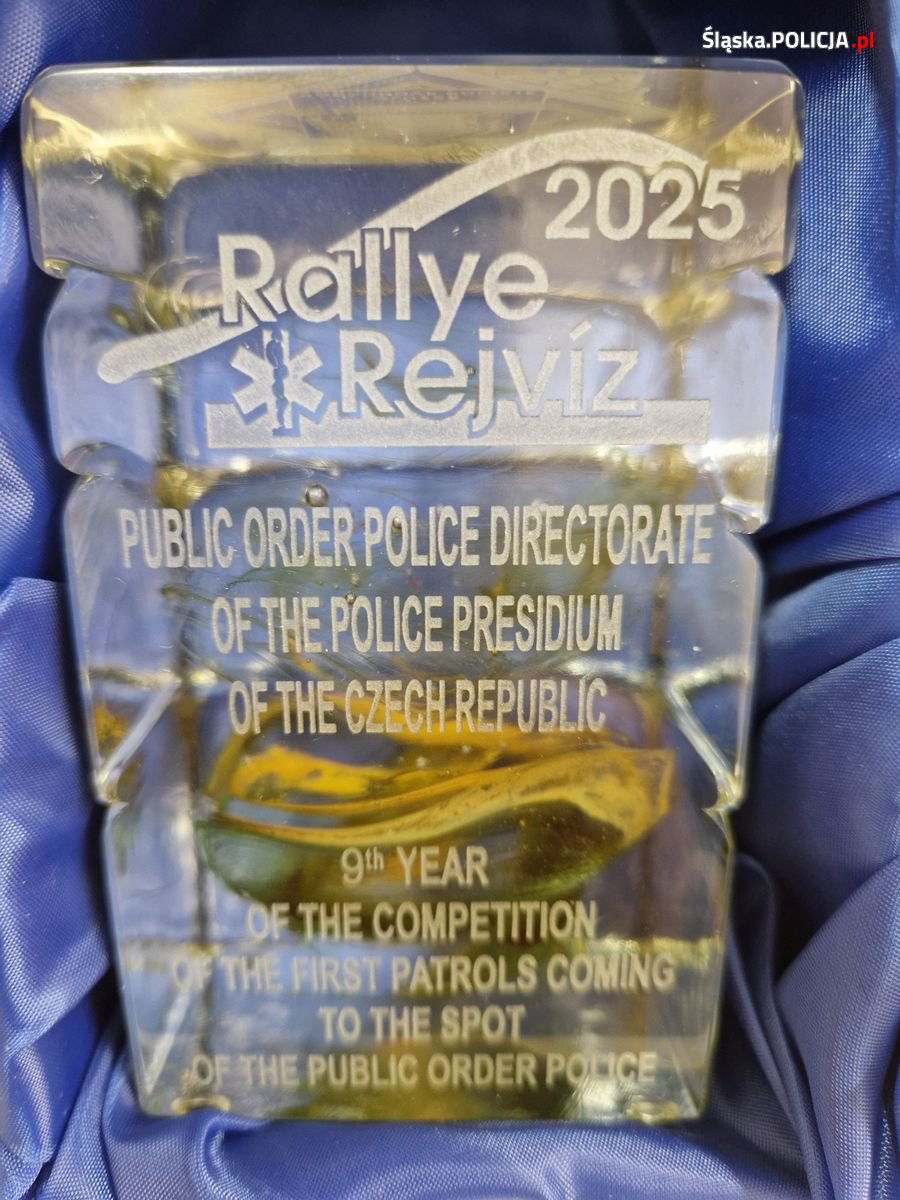 Śląska.POLICJA.pl
2025
Rallye
Rejvíz
PUBLIC ORDER POLICE DIRECTORATE
OF THE POLICE PRESIDIUM
OF THE CZECH REPUBLIC
9th YEAR
OF THE COMPETITION
OF THE FIRST PATROLS COMING
TO THE SPOT
OF THE PUBLIC ORDER POLICE